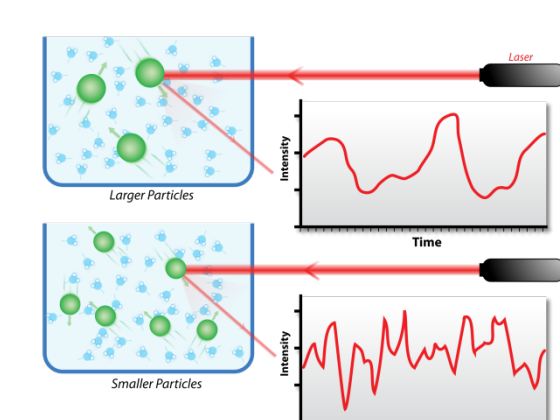 Laser
Intensity
Larger Particles
Time
Intensity
Smaller Particles